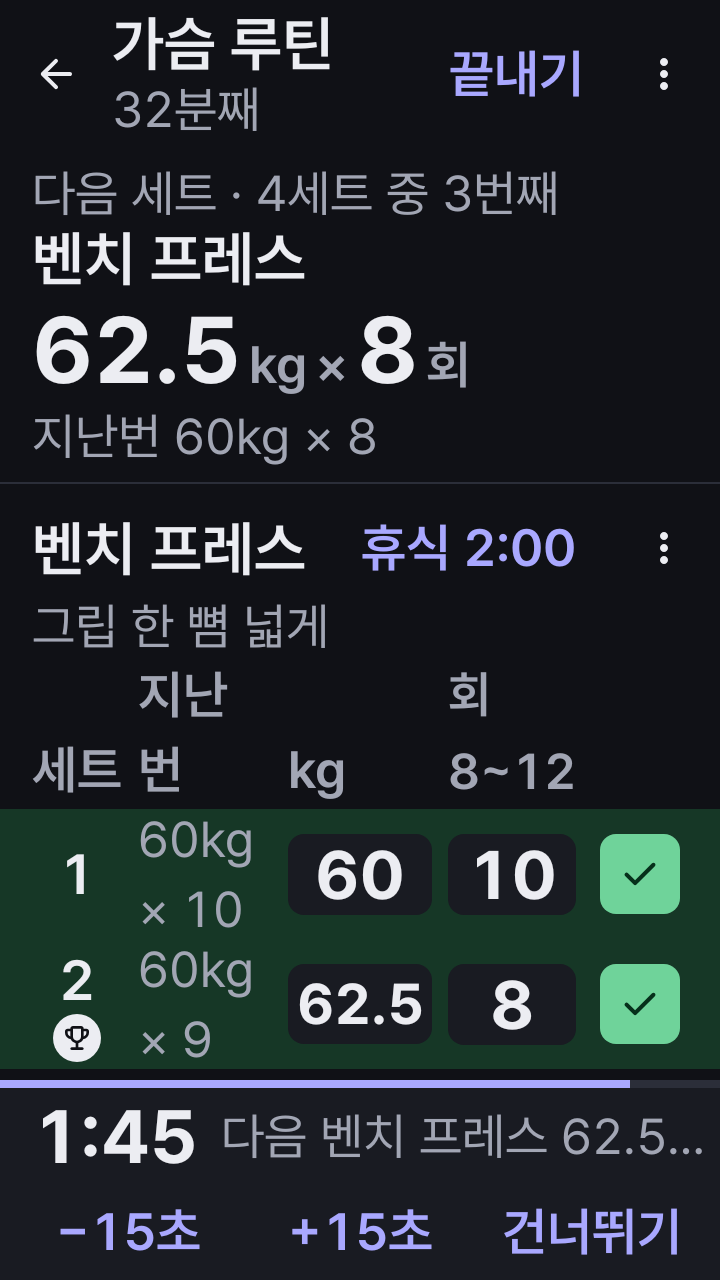 가슴 루틴
32분째
끝내기
다음 세트 · 4세트 중 3번째
벤치 프레스
62.5 kg × 8 회
지난번 60kg × 8
벤치 프레스
휴식 2:00
그립 한 뼘 넓게
세트
지난
번
kg
회
8~12
1
60kg
× 10
60
10
2
60kg
× 9
62.5
8
1:45
다음 벤치 프레스 62.5...
−15초
+15초
건너뛰기